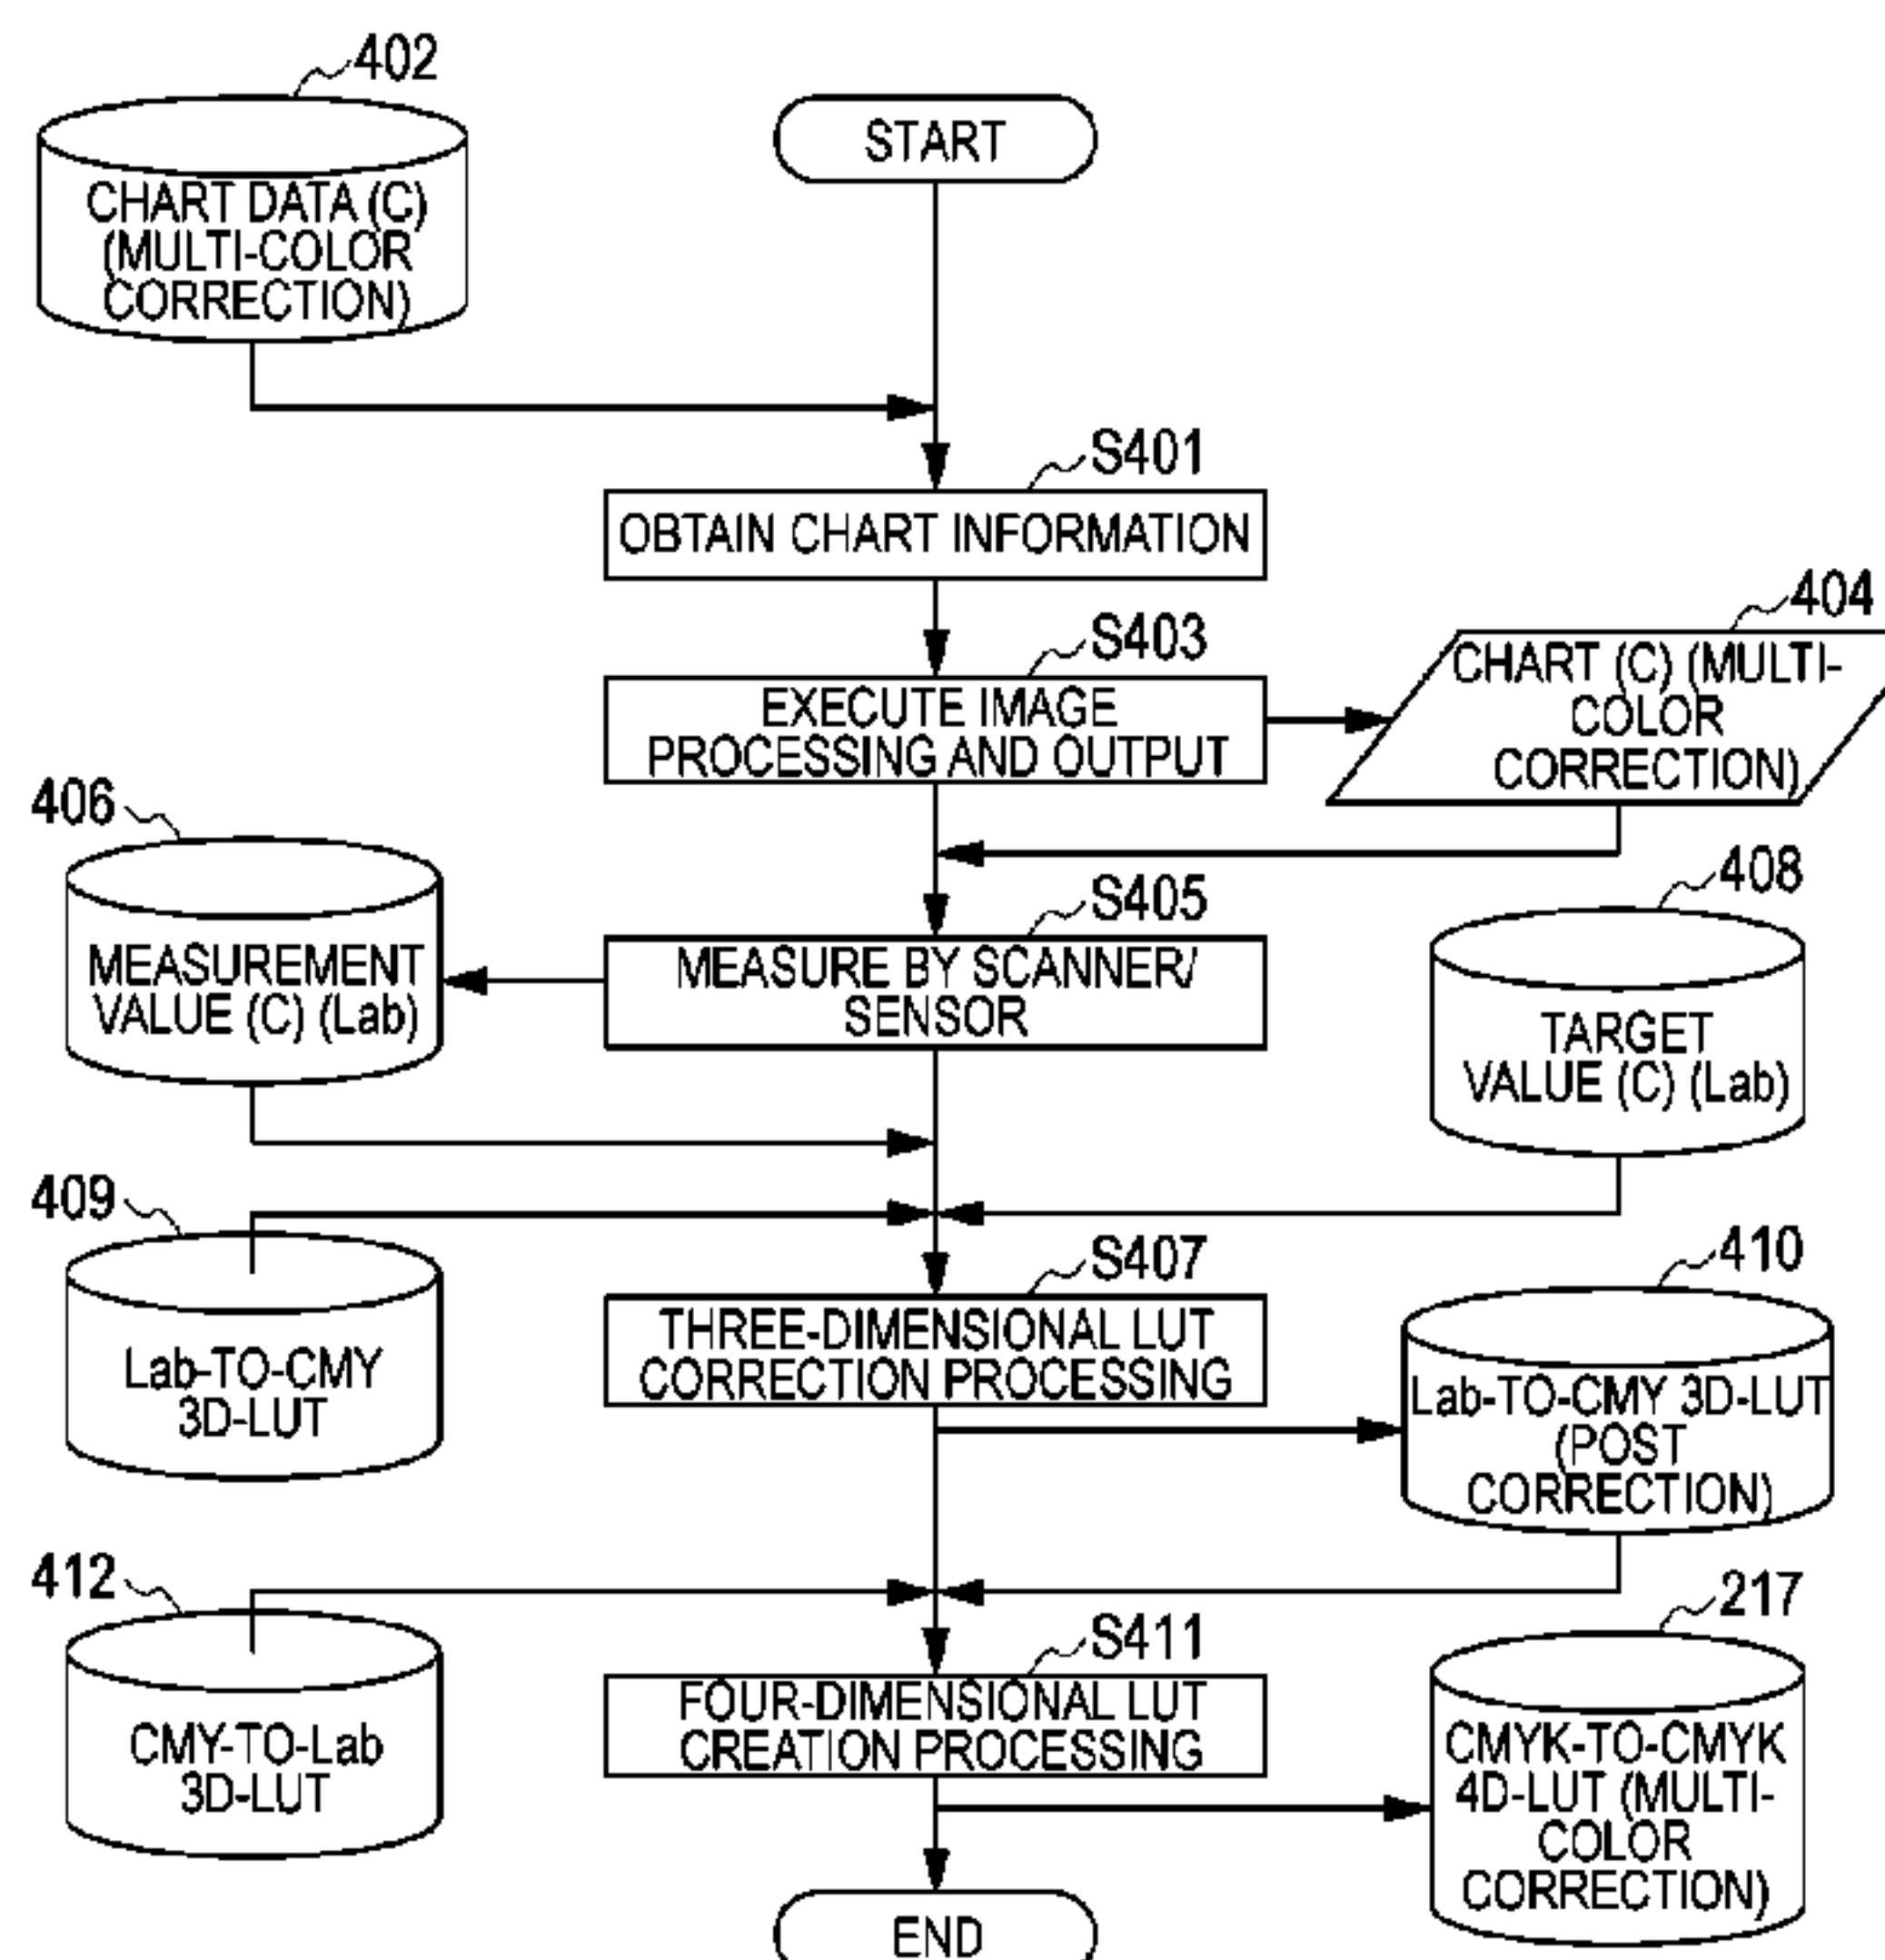 402
START
CHART DATA (C)
(MULTI-COLOR
CORRECTION)
S401
OBTAIN CHART INFORMATION
S403
EXECUTE IMAGE
PROCESSING AND OUTPUT
404
CHART (C) (MULTI-
COLOR
CORRECTION)
406
MEASUREMENT
VALUE (C) (Lab)
S405
MEASURE BY SCANNER/
SENSOR
408
TARGET
VALUE (C) (Lab)
409
Lab-TO-CMY
3D-LUT
S407
THREE-DIMENSIONAL LUT
CORRECTION PROCESSING
410
Lab-TO-CMY 3D-LUT
(POST
CORRECTION)
412
CMY-TO-Lab
3D-LUT
S411
FOUR-DIMENSIONAL LUT
CREATION PROCESSING
217
CMYK-TO-CMYK
4D-LUT (MULTI-
COLOR
CORRECTION)
END